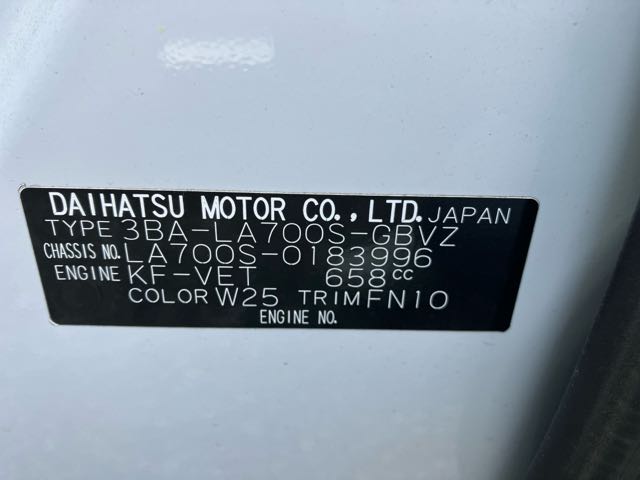 DAIHATSU MOTOR CO.,LTD. JAPAN
TYPE 3BA-LA700S-GBVZ
CHASSIS NO. LA700S-0183996
ENGINE KF-VET 658cc
COLOR W25 TRIM FN10
ENGINE NO.